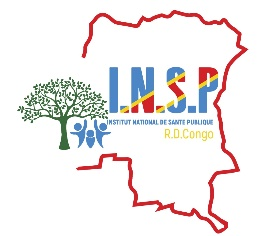 I.N.S.P
INSTITUT NATIONAL DE SANTE PUBLIQUE
R.D.Congo